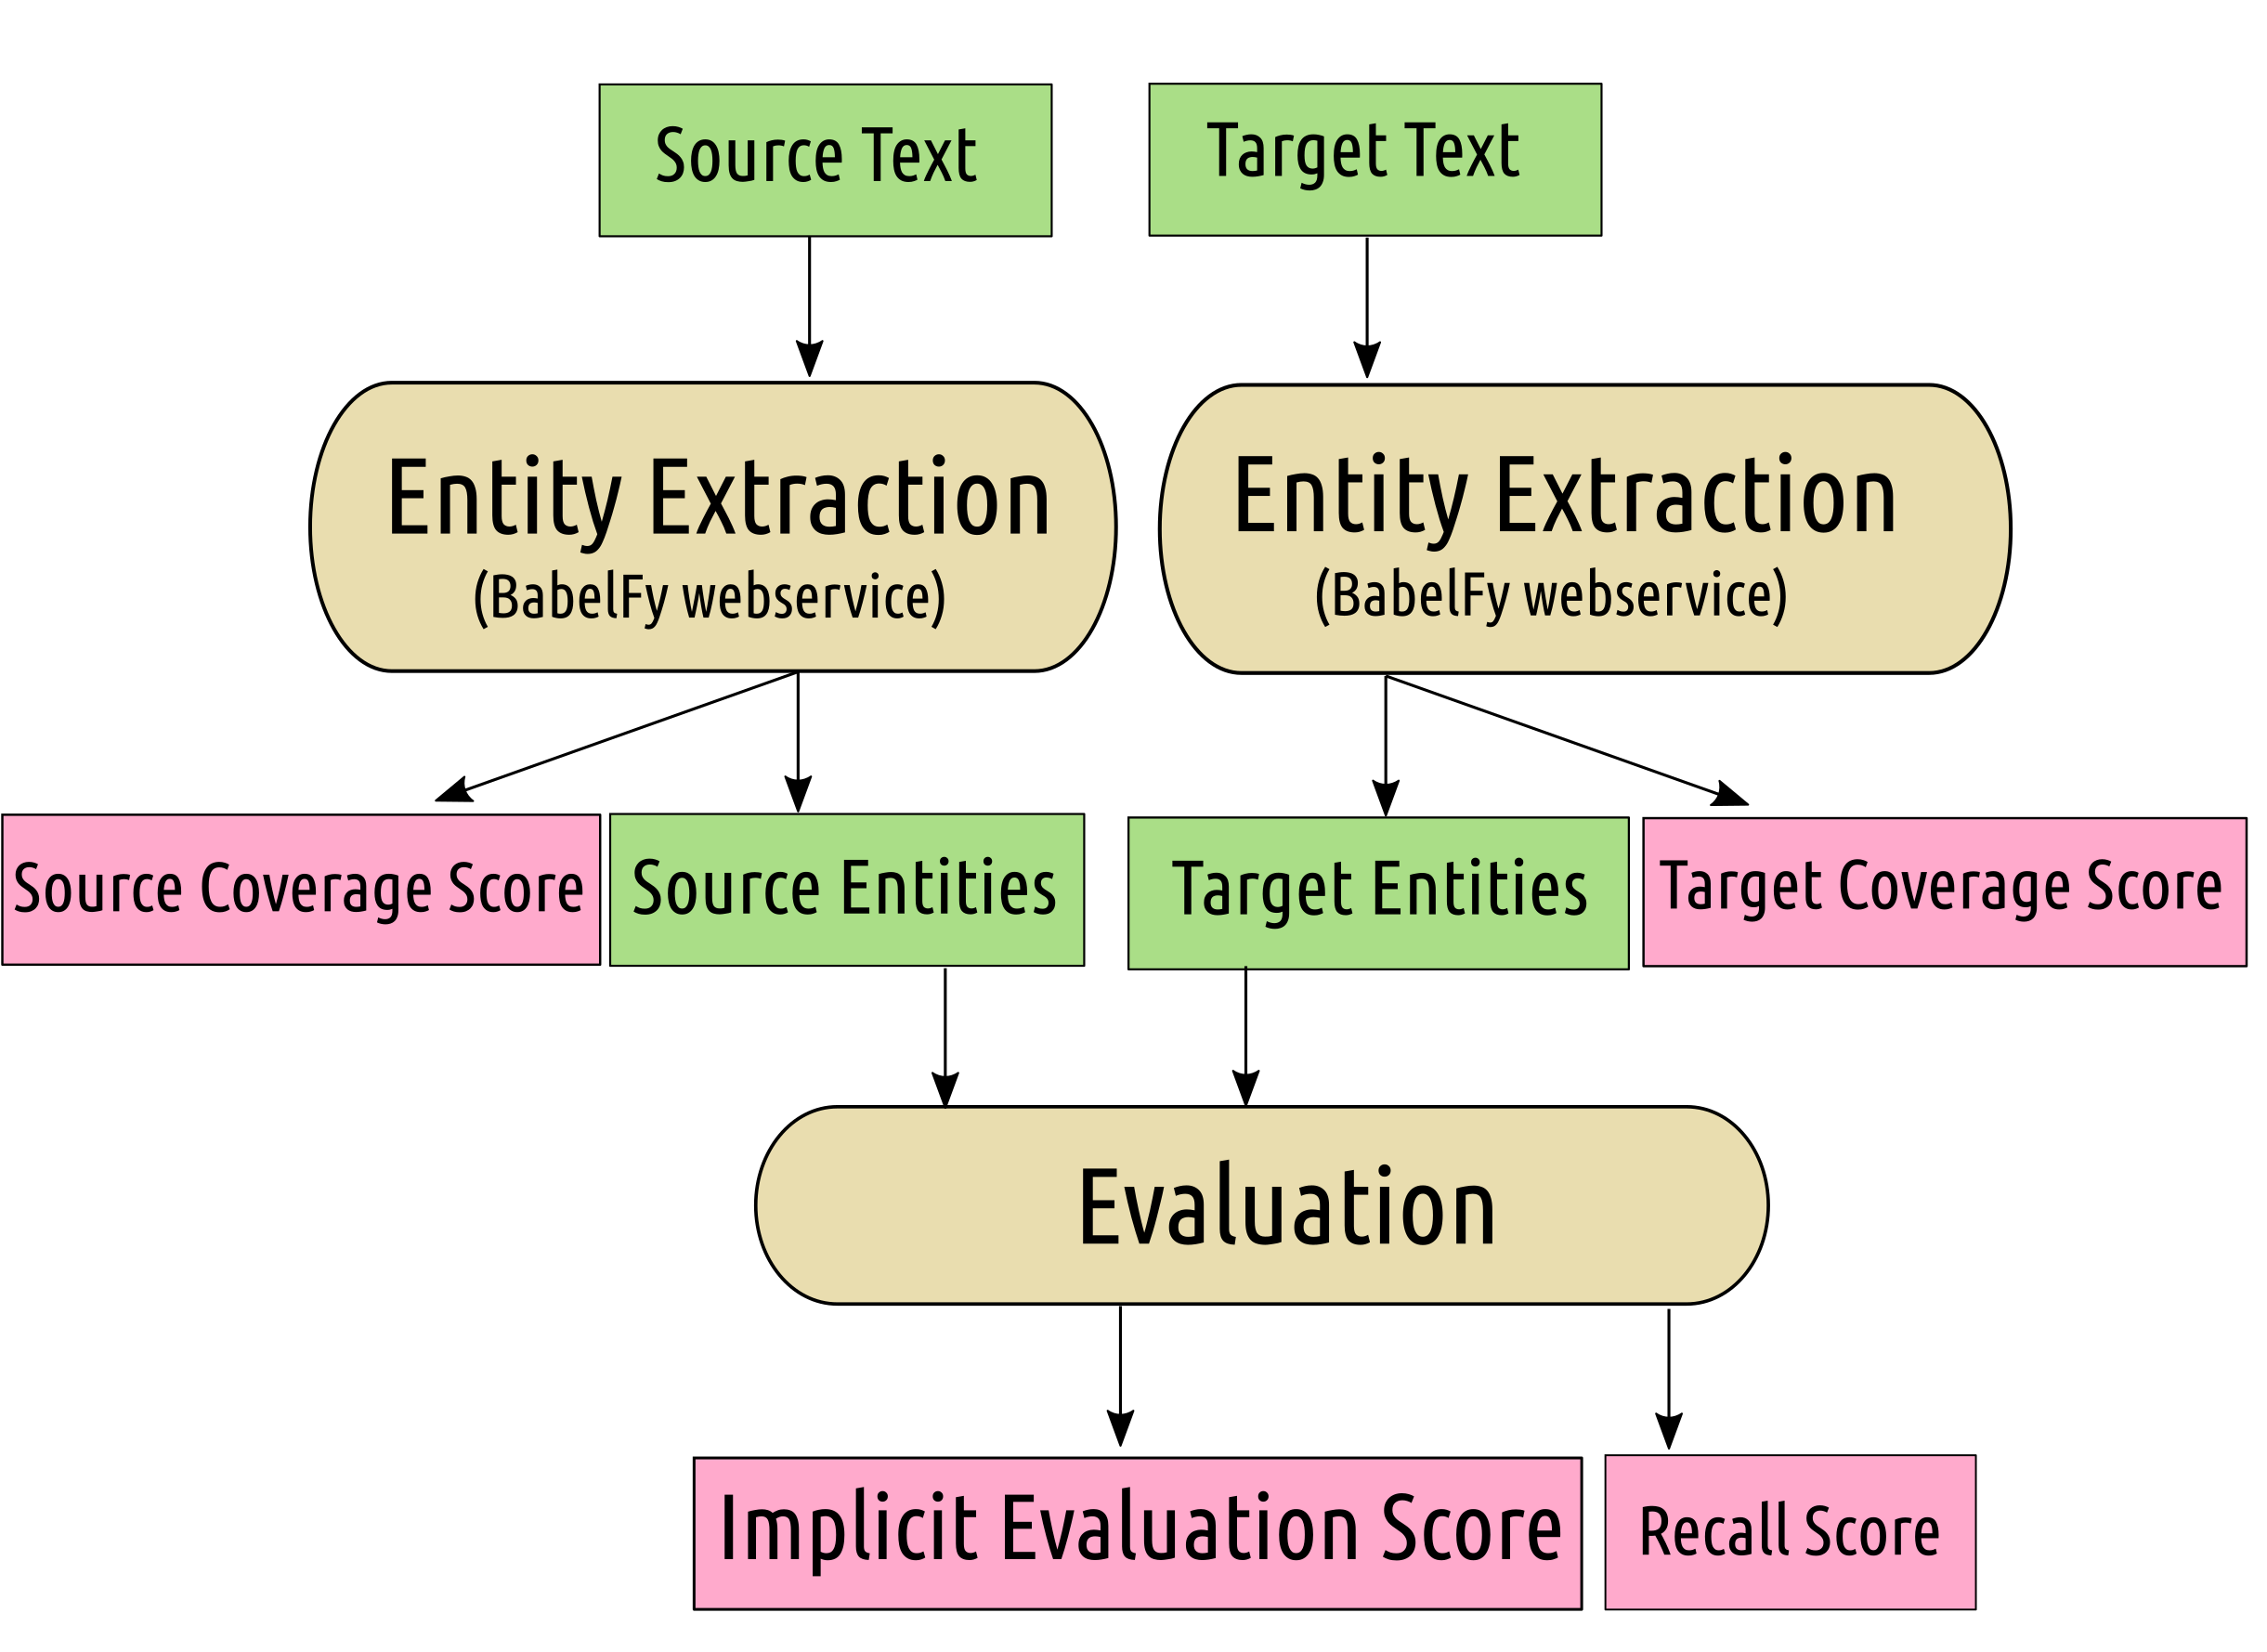 Source Text
Target Text
Entity Extraction
(BabelFy webservice)
Entity Extraction
(BabelFy webservice)
Source Coverage Score
Source Entities
Target Entities
Target Coverage Score
Evaluation
Implicit Evaluation Score
Recall Score